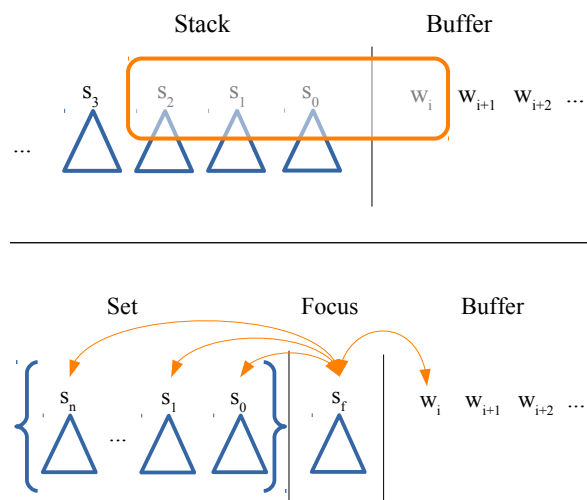 Stack Buffer
s3 s2 s1 s0 wi wi+1 wi+2 ...
...
Set Focus Buffer
sn s1 s0 sf wi wi+1 wi+2 ...
...